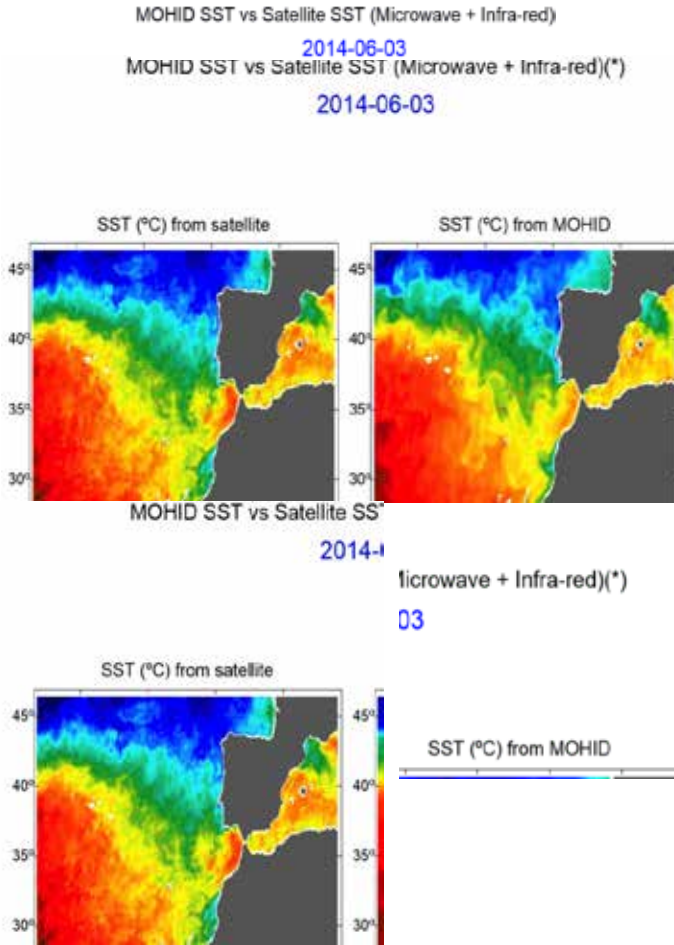 MOHID SST vs Satellite SST (Microwave + Infra-red)
2014-06-03
MOHID SST vs Satellite SST (Microwave + Infra-red)(*)
2014-06-03
SST (ºC) from satellite
SST (ºC) from MOHID
45º
40º
35º
30º
45º
40º
35º
30º
MOHID SST vs Satellite SS
2014-
icrowave + Infra-red)(*)
03
SST (ºC) from satellite
SST (ºC) from MOHID
45º
40º
35º
30º
45º
40º
35º
30º